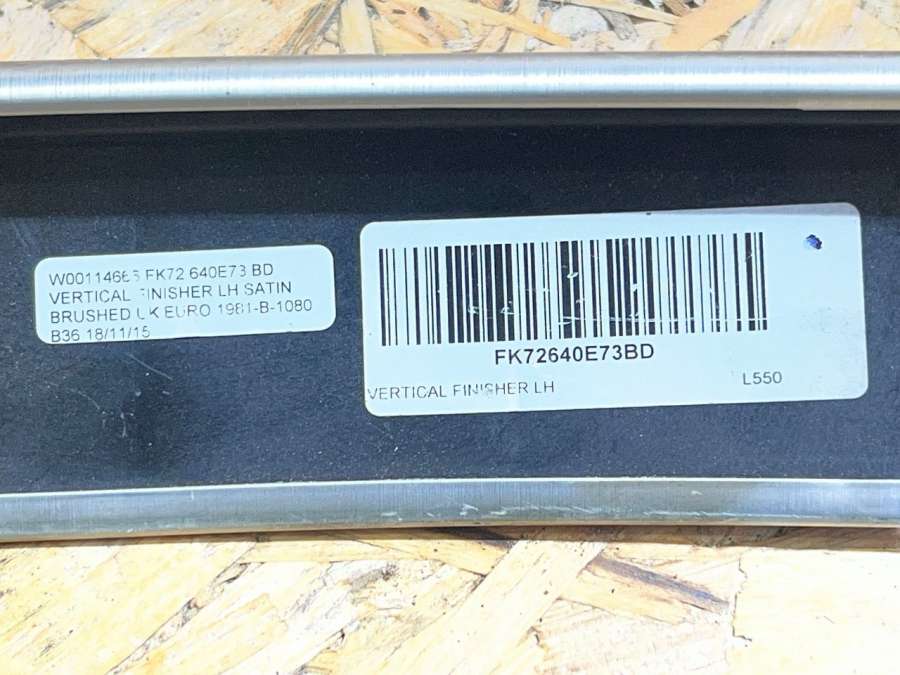 W00114665 FK72 640E73 BD
VERTICAL FINISHER LH SATIN
BRUSHED UK EURO 1981-B-1080
B36 18/11/15
FK72640E73BD
VERTICAL FINISHER LH
L550